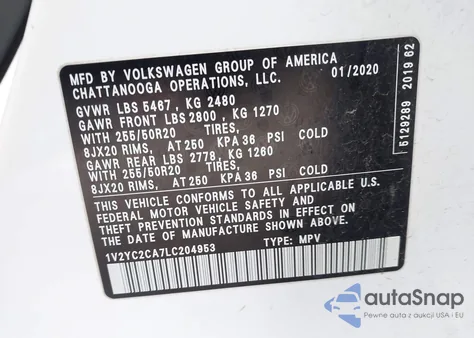 MFD BY VOLKSWAGEN GROUP OF AMERICA
CHATTANOOGA OPERATIONS, LLC.
01/2020
GVWR LBS 5467, KG 2480
GAWR FRONT LBS 2800, KG 1270
WITH 255/50R20 TIRES,
8JX20 RIMS, AT 250 KPA 36 PSI COLD
GAWR REAR LBS 2778, KG 1260
WITH 255/50R20 TIRES,
8JX20 RIMS, AT 250 KPA 36 PSI COLD
THIS VEHICLE CONFORMS TO ALL APPLICABLE U.S.
FEDERAL MOTOR VEHICLE SAFETY AND
THEFT PREVENTION STANDARDS IN EFFECT ON
THE DATE OF MANUFACTURE SHOWN ABOVE.
1V2YC2CA7LC204953 TYPE: MPV
5129289 2019 62
autoSnap
Pewne auta z USA i EU